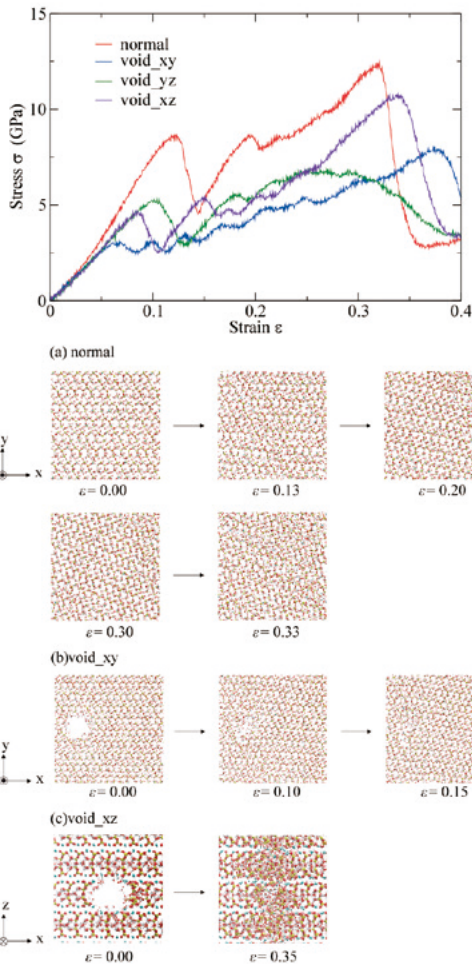 15
10
5
0
Stress σ (GPa)
normal
void_xy
void_yz
void_xz
0 0.1 0.2 0.3 0.4
Strain ε
(a) normal
y
x
ε= 0.00 ε= 0.13 ε= 0.20
ε= 0.30 ε= 0.33
(b)void_xy
y
x
ε= 0.00 ε= 0.10 ε= 0.15
(c)void_xz
z
x
ε= 0.00 ε= 0.35